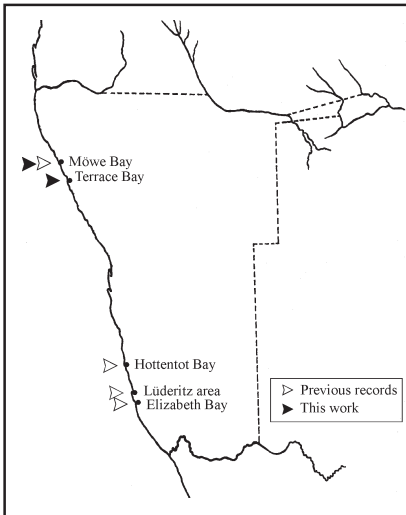 Möwe Bay
Terrace Bay
Hottentot Bay
Lüderitz area
Elizabeth Bay
Previous records
This work